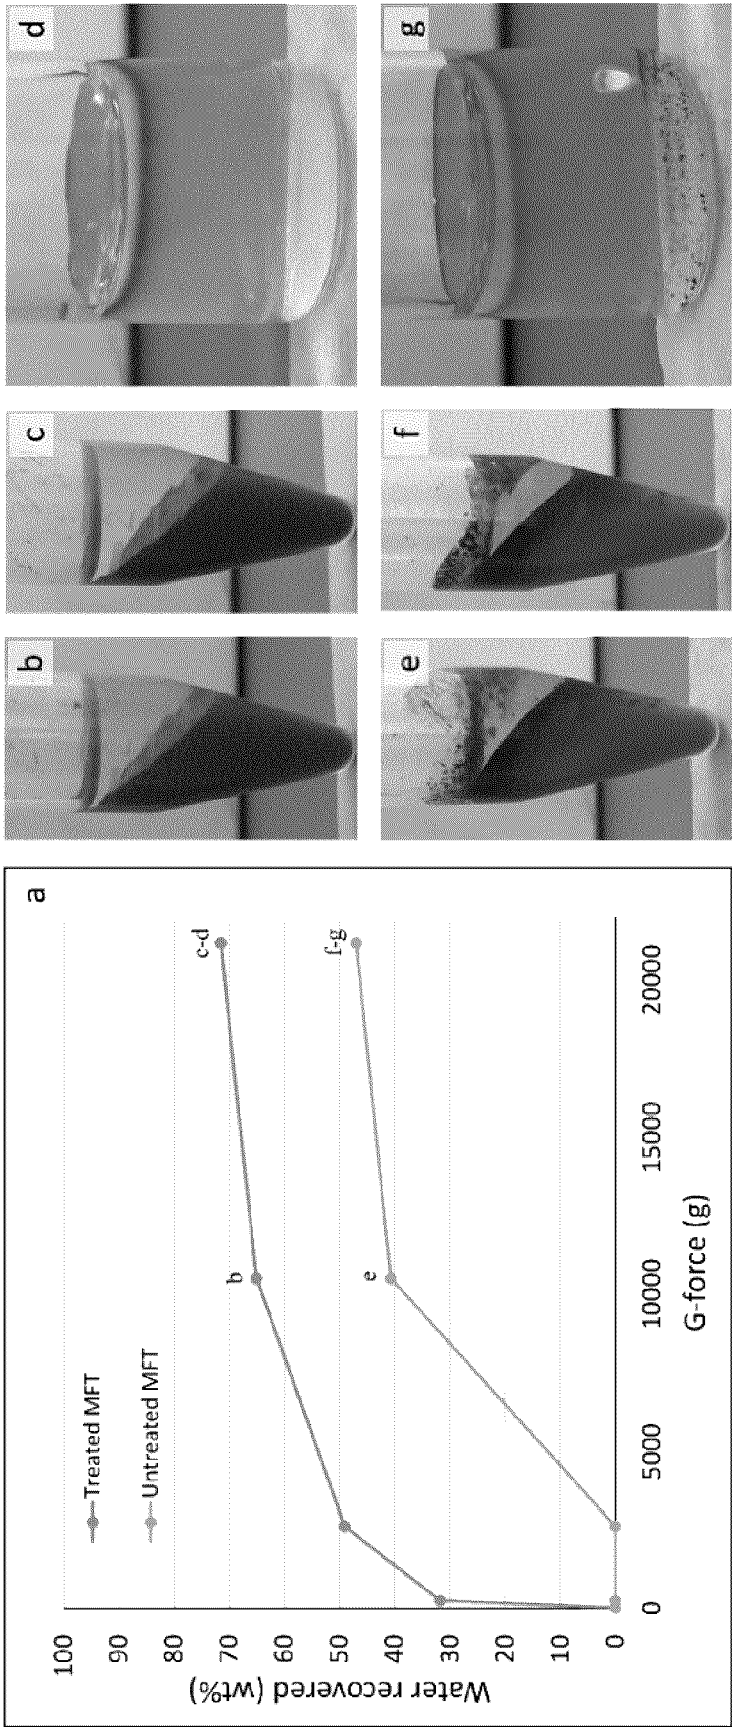 a
Treated MFT
Untreated MFT
Water recovered (wt%)
100
90
80
70
60
50
40
30
20
10
0
0
5000
10000
15000
20000
G-force (g)
b
c-d
e
f-g
b
c
d
e
f
g